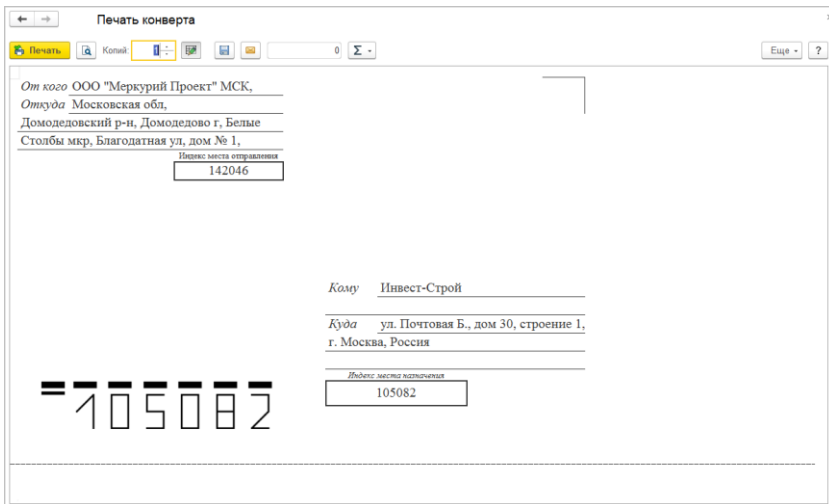 Печать конверта
Печать Копий: 1 0 Σ Еще ?
От кого ООО "Меркурий Проект" МСК,
Откуда Московская обл,
Домодедовский р-н, Домодедово г, Белые
Столбы мкр, Благодатная ул, дом № 1,
Индекс места отправления
142046
Кому Инвест-Строй
Куда ул. Почтовая Б., дом 30, строение 1,
г. Москва, Россия
Индекс места назначения
105082
105082